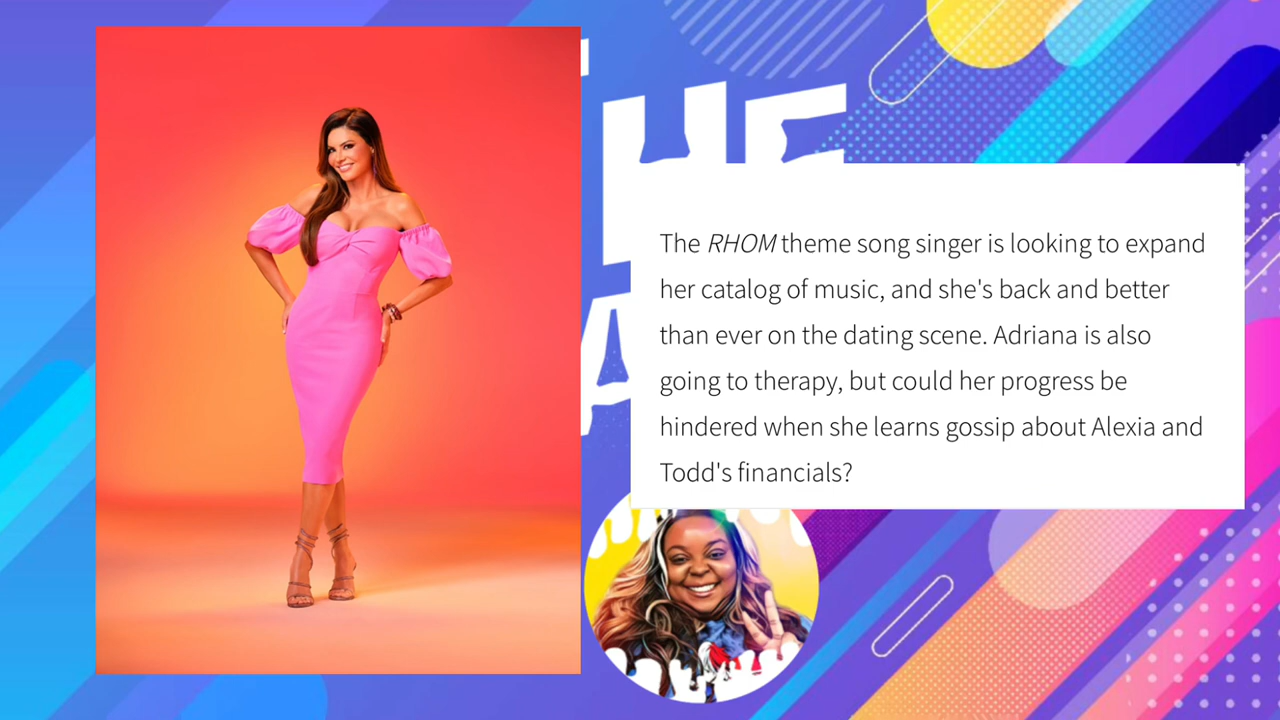 The RHOM theme song singer is looking to expand
her catalog of music, and she's back and better
than ever on the dating scene. Adriana is also
going to therapy, but could her progress be
hindered when she learns gossip about Alexia and
Todd's financials?